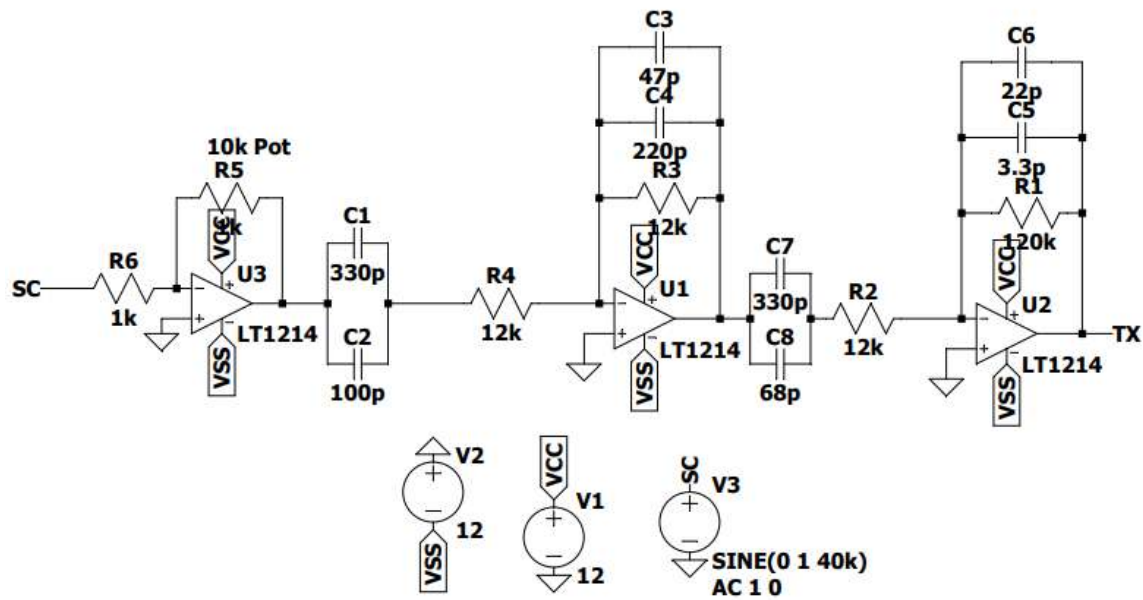 C3
47p
C4
220p
R3
12k
C6
22p
C5
3.3p
R1
120k
10k Pot
R5
1k
VCC
U3
LT1214
VSS
SC
R6
1k
C1
330p
C2
100p
R4
12k
VCC
U1
LT1214
VSS
C7
330p
C8
68p
R2
12k
VCC
U2
LT1214
VSS
TX
V2
12
VSS
VCC
V1
12
SC
V3
SINE(0 1 40k)
AC 1 0